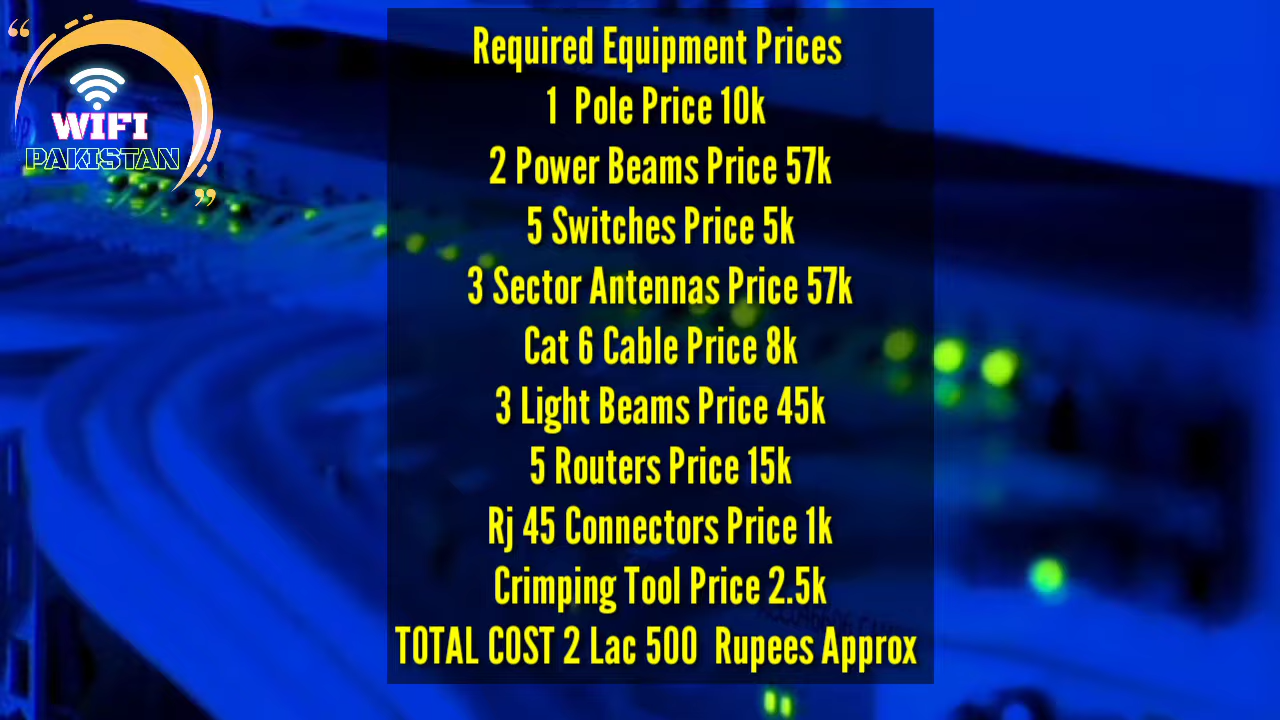 WIFI
PAKISTAN
Required Equipment Prices
1 Pole Price 10k
2 Power Beams Price 57k
5 Switches Price 5k
3 Sector Antennas Price 57k
Cat 6 Cable Price 8k
3 Light Beams Price 45k
5 Routers Price 15k
Rj 45 Connectors Price 1k
Crimping Tool Price 2.5k
TOTAL COST 2 Lac 500 Rupees Approx